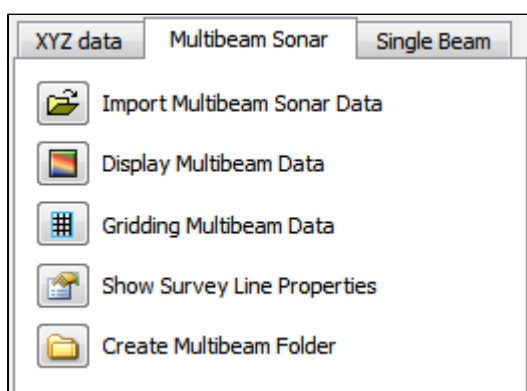 XYZ data Multibeam Sonar Single Beam
Import Multibeam Sonar Data
Display Multibeam Data
Gridding Multibeam Data
Show Survey Line Properties
Create Multibeam Folder